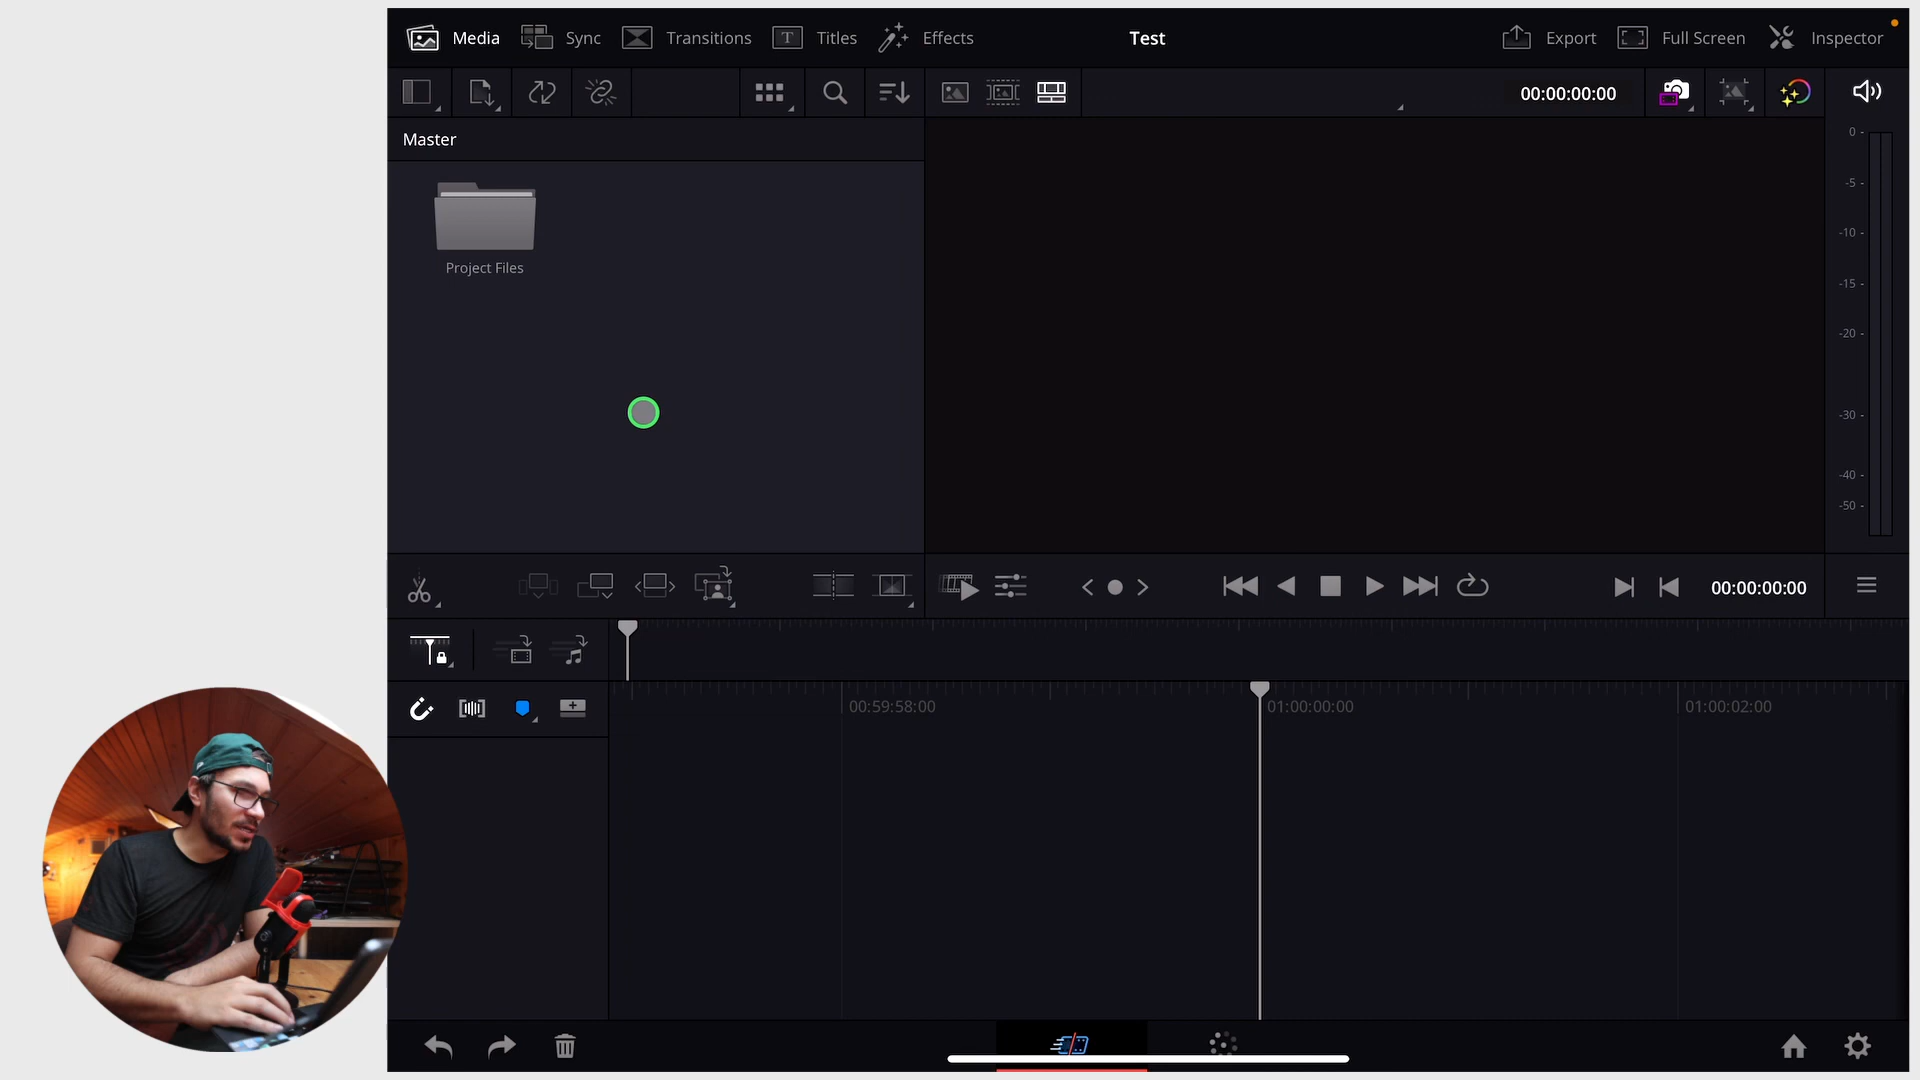 Media
Sync
Transitions
T
Titles
Effects
Test
Export
Full Screen
Inspector
00:00:00:00
Master
Project Files
0 -
-5 -
-10 -
-15 -
-20 -
-30 -
-40 -
-50 -
00:00:00:00
00:59:58:00
01:00:00:00
01:00:02:00